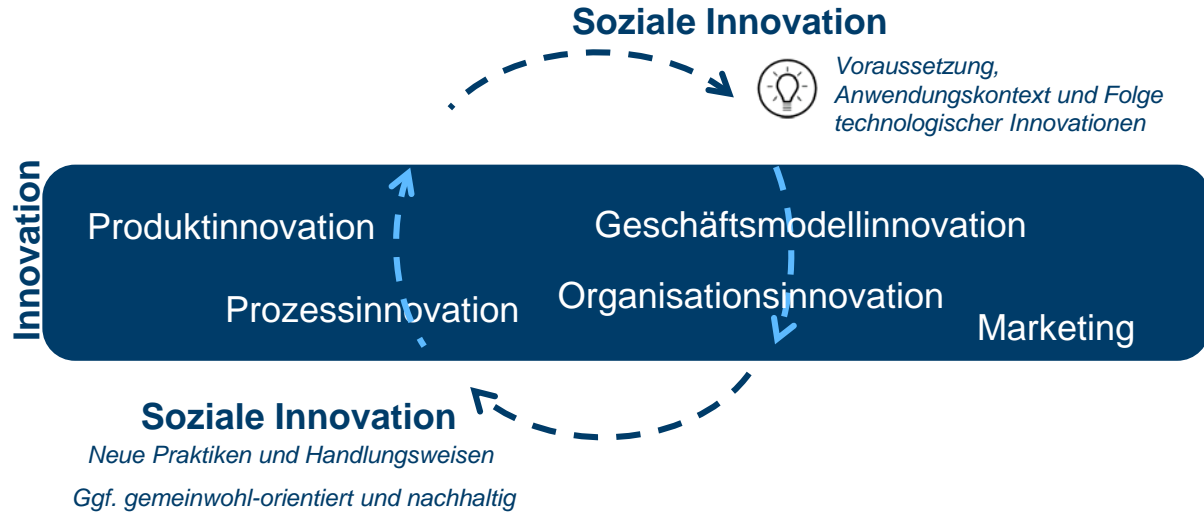 Soziale Innovation
Voraussetzung,
Anwendungskontext und Folge
technologischer Innovationen
Innovation
Produktinnovation
Geschäftsmodellinnovation
Prozessinnovation
Organisationsinnovation
Marketing
Soziale Innovation
Neue Praktiken und Handlungsweisen
Ggf. gemeinwohl-orientiert und nachhaltig